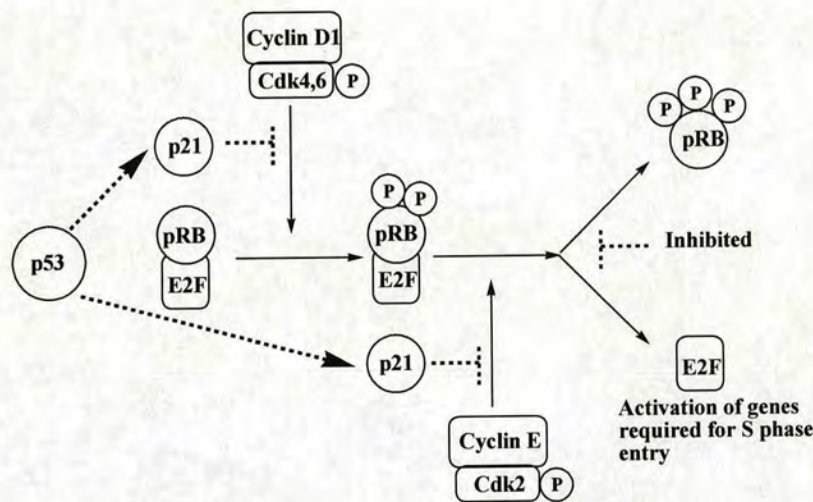 Cyclin D1
Cdk4,6
P
p21
P
P
P
pRB
P
P
p53
pRB
E2F
pRB
E2F
Inhibited
p21
E2F
Activation of genes
required for S phase
entry
Cyclin E
Cdk2
P